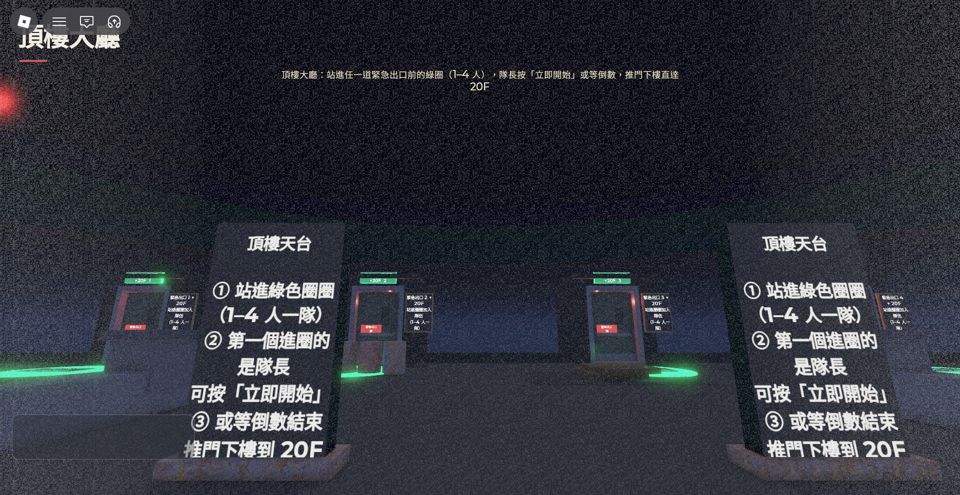 頂樓大廳
頂樓大廳：站進任一道緊急出口前的綠圈（1–4 人），隊長按「立即開始」或等倒數，推門下樓直達
20F
頂樓天台
① 站進綠色圈圈
（1–4 人一隊）
② 第一個進圈的
是隊長
可按「立即開始」
③ 或等倒數結束
推門下樓到 20F
頂樓天台
① 站進綠色圈圈
（1–4 人一隊）
② 第一個進圈的
是隊長
可按「立即開始」
③ 或等倒數結束
推門下樓到 20F